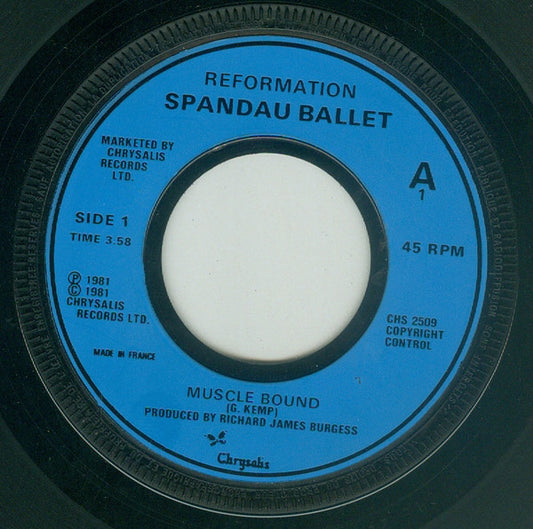 REFORMATION
SPANDAU BALLET
MARKETED BY
CHRYSALIS
RECORDS
LTD.
A
1
SIDE 1
TIME 3.58
45 RPM
Ⓟ 1981
© 1981
CHRYSALIS
RECORDS LTD.
CHS 2509
COPYRIGHT
CONTROL
MADE IN FRANCE
MUSCLE BOUND
(G. KEMP)
PRODUCED BY RICHARD JAMES BURGESS
Chrysalis